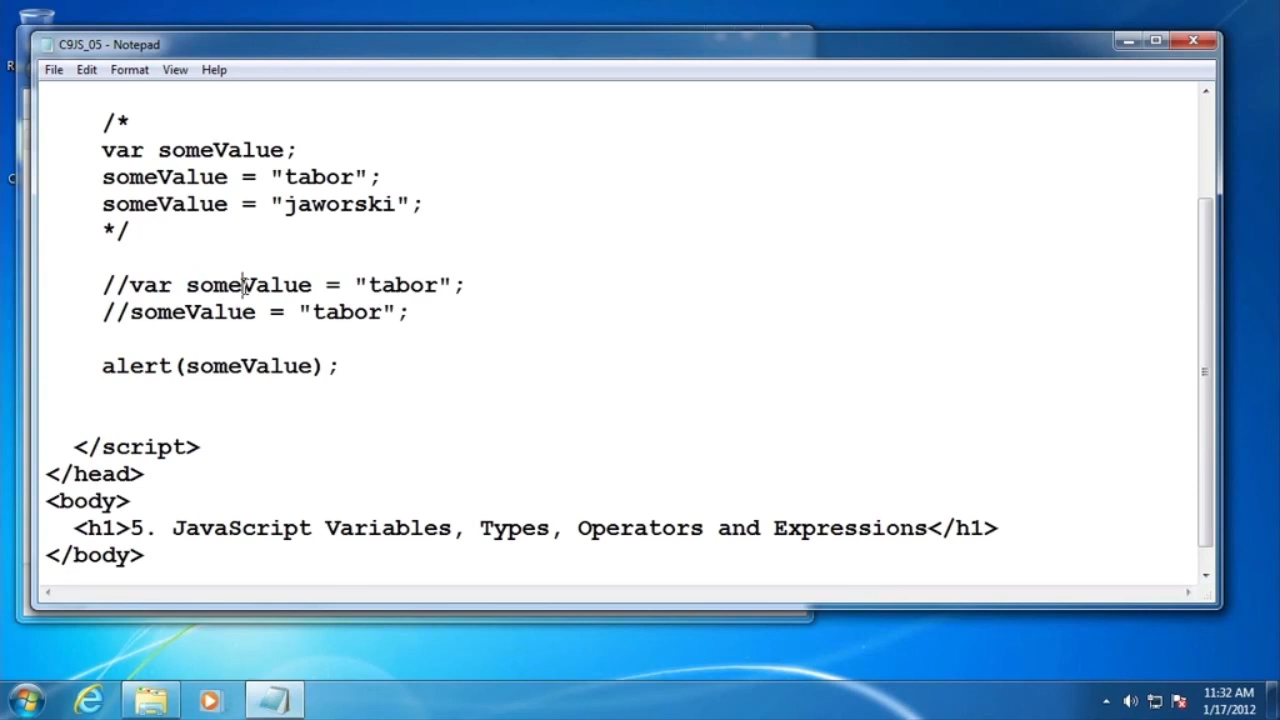 C9JS_05 - Notepad
File Edit Format View Help
/*
var someValue;
someValue = "tabor";
someValue = "jaworski";
*/
//var someValue = "tabor";
//someValue = "tabor";
alert(someValue);
</script>
</head>
<body>
<h1>5. JavaScript Variables, Types, Operators and Expressions</h1>
</body>
11:32 AM
1/17/2012